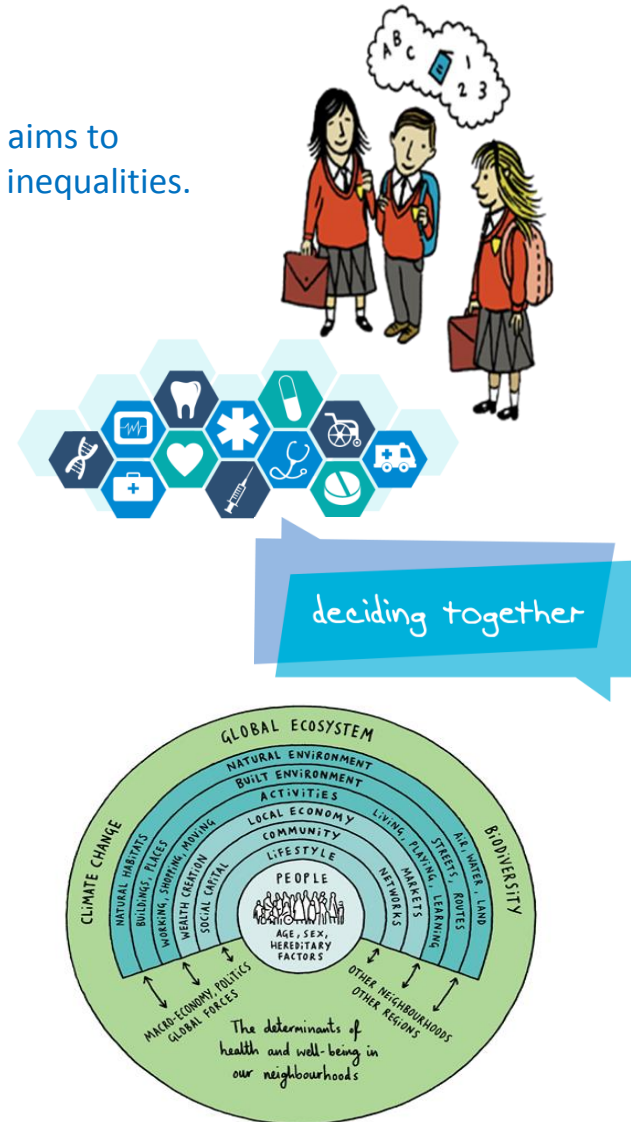 A B C
1
2 3
aims to
inequalities.
deciding together
GLOBAL ECOSYSTEM
CLIMATE CHANGE
BIODIVERSITY
NATURAL ENVIRONMENT
BUILT ENVIRONMENT
ACTIVITIES
LOCAL ECONOMY
COMMUNITY
LIFESTYLE
NATURAL HABITATS
BUILDINGS, PLACES
WORKING, SHOPPING, MOVING
WEALTH CREATION
SOCIAL CAPITAL
NETWORKS
MARKETS
LIVING, PLAYING, LEARNING
STREETS, ROUTES
AIR, WATER, LAND
PEOPLE
AGE, SEX,
HEREDITARY
FACTORS
MACRO-ECONOMY, POLITICS
GLOBAL FORCES
OTHER NEIGHBOURHOODS
OTHER REGIONS
The determinants of
health and well-being in
our neighbourhoods